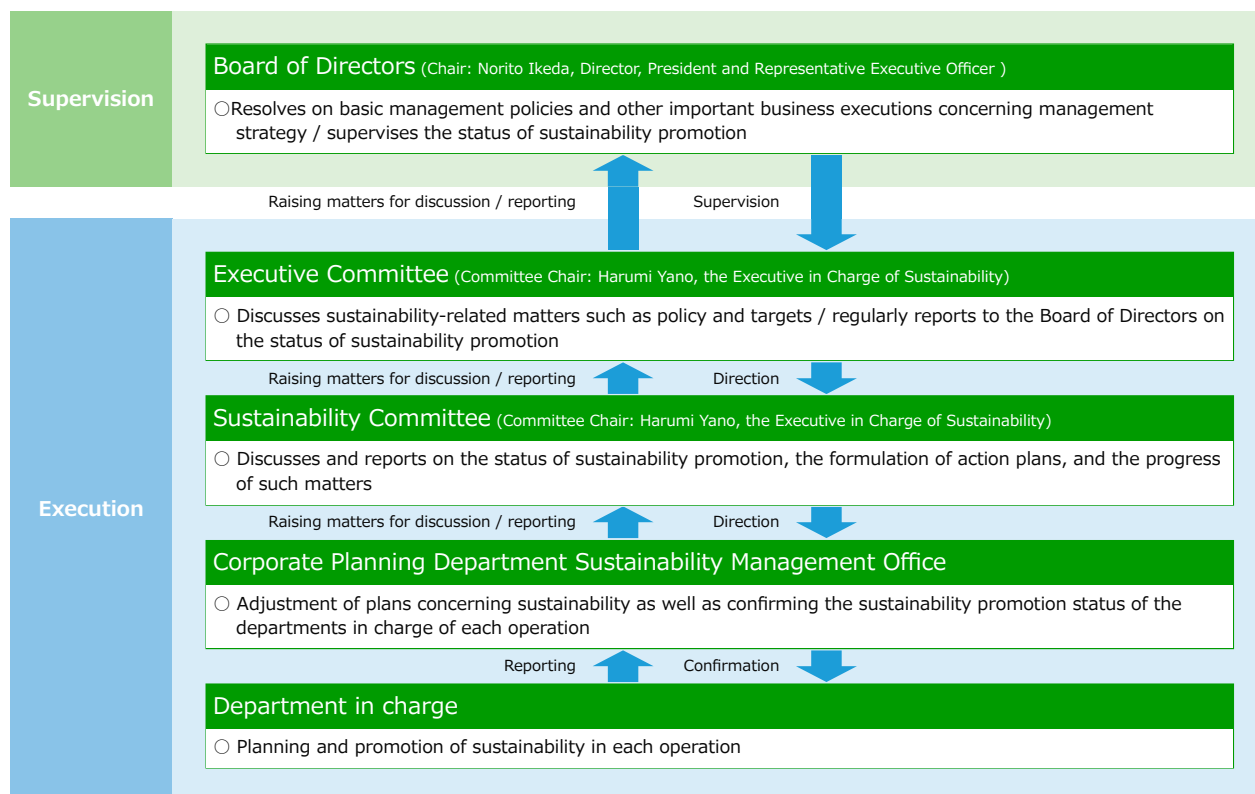 Supervision
Board of Directors (Chair: Norito Ikeda, Director, President and Representative Executive Officer )
○Resolves on basic management policies and other important business executions concerning management
strategy / supervises the status of sustainability promotion
Raising matters for discussion / reporting
Supervision
Execution
Executive Committee (Committee Chair: Harumi Yano, the Executive in Charge of Sustainability)
○ Discusses sustainability-related matters such as policy and targets / regularly reports to the Board of Directors on
the status of sustainability promotion
Raising matters for discussion / reporting
Direction
Sustainability Committee (Committee Chair: Harumi Yano, the Executive in Charge of Sustainability)
○ Discusses and reports on the status of sustainability promotion, the formulation of action plans, and the progress
of such matters
Raising matters for discussion / reporting
Direction
Corporate Planning Department Sustainability Management Office
○ Adjustment of plans concerning sustainability as well as confirming the sustainability promotion status of the
departments in charge of each operation
Reporting
Confirmation
Department in charge
○ Planning and promotion of sustainability in each operation